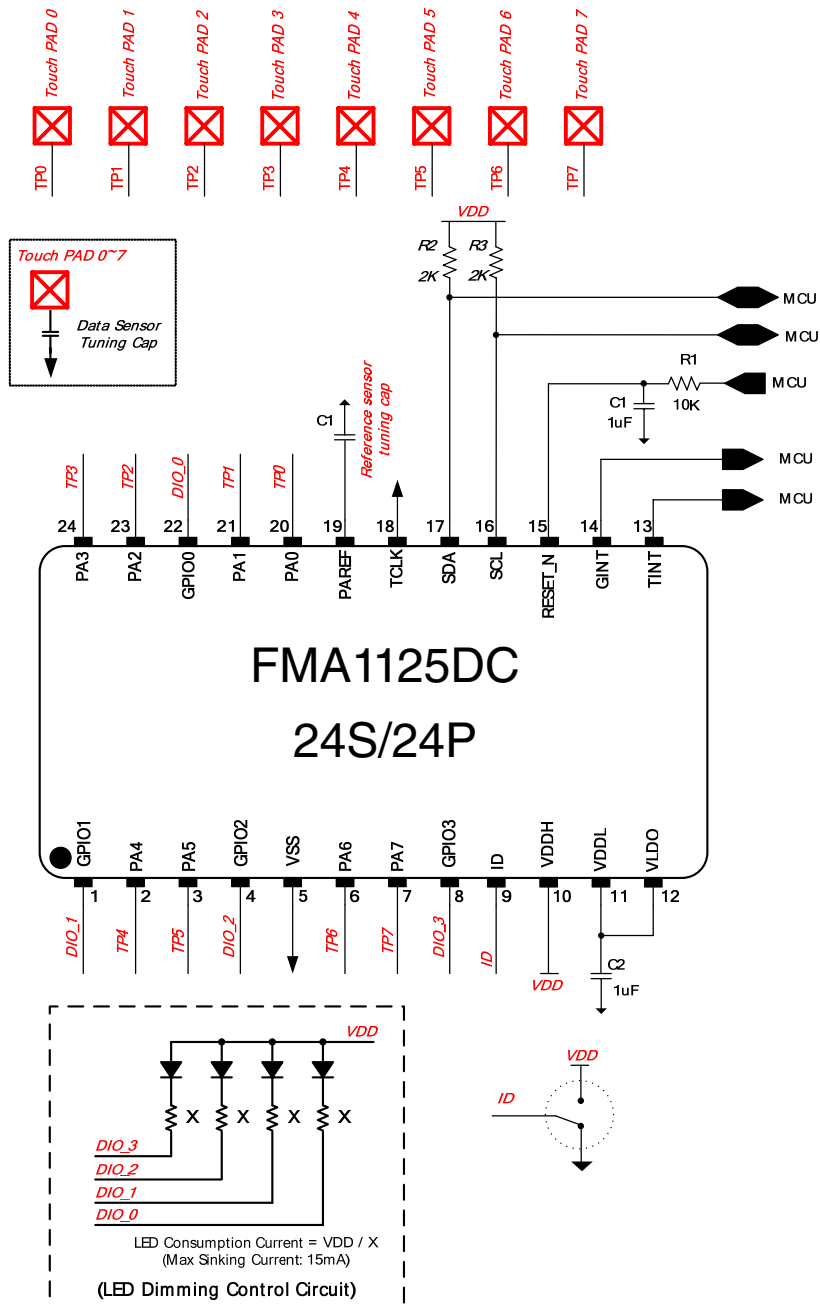 Touch PAD 0
Touch PAD 1
Touch PAD 2
Touch PAD 3
Touch PAD 4
Touch PAD 5
Touch PAD 6
Touch PAD 7
TP0
TP1
TP2
TP3
TP4
TP5
TP6
TP7
VDD
R2
2K
R3
2K
MCU
MCU
R1
10K
MCU
C1
1uF
MCU
MCU
Touch PAD 0~7
Data Sensor
Tuning Cap
C1
Reference sensor
tuning cap
TP3
TP2
DIO_0
TP1
TP0
24
23
22
21
20
19
18
17
16
15
14
13
PA3
PA2
GPIO0
PA1
PA0
PAREF
TCLK
SDA
SCL
RESET_N
GINT
TINT
FMA1125DC
24S/24P
GPIO1
PA4
PA5
GPIO2
VSS
PA6
PA7
GPIO3
ID
VDDH
VDDL
VLDO
1
2
3
4
5
6
7
8
9
10
11
12
DIO_1
TP4
TP5
DIO_2
TP6
TP7
DIO_3
ID
VDD
C2
1uF
VDD
X
X
X
X
DIO_3
DIO_2
DIO_1
DIO_0
LED Consumption Current = VDD / X
(Max Sinking Current: 15mA)
(LED Dimming Control Circuit)
VDD
ID